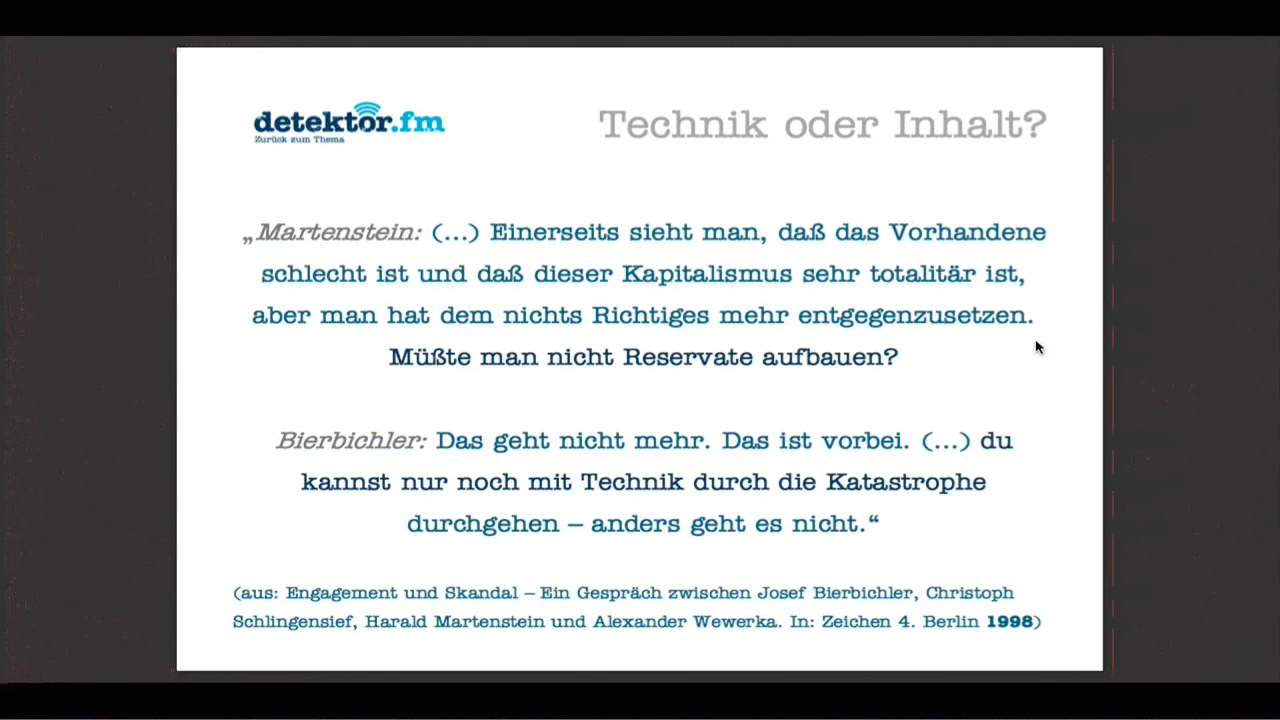 detektor.fm
Zurück zum Thema
Technik oder Inhalt?
„Martenstein: (...) Einerseits sieht man, daß das Vorhandene
schlecht ist und daß dieser Kapitalismus sehr totalitär ist,
aber man hat dem nichts Richtiges mehr entgegenzusetzen.
Müßte man nicht Reservate aufbauen?
Bierbichler: Das geht nicht mehr. Das ist vorbei. (...) du
kannst nur noch mit Technik durch die Katastrophe
durchgehen – anders geht es nicht.“
(aus: Engagement und Skandal – Ein Gespräch zwischen Josef Bierbichler, Christoph
Schlingensief, Harald Martenstein und Alexander Wewerka. In: Zeichen 4. Berlin 1998)